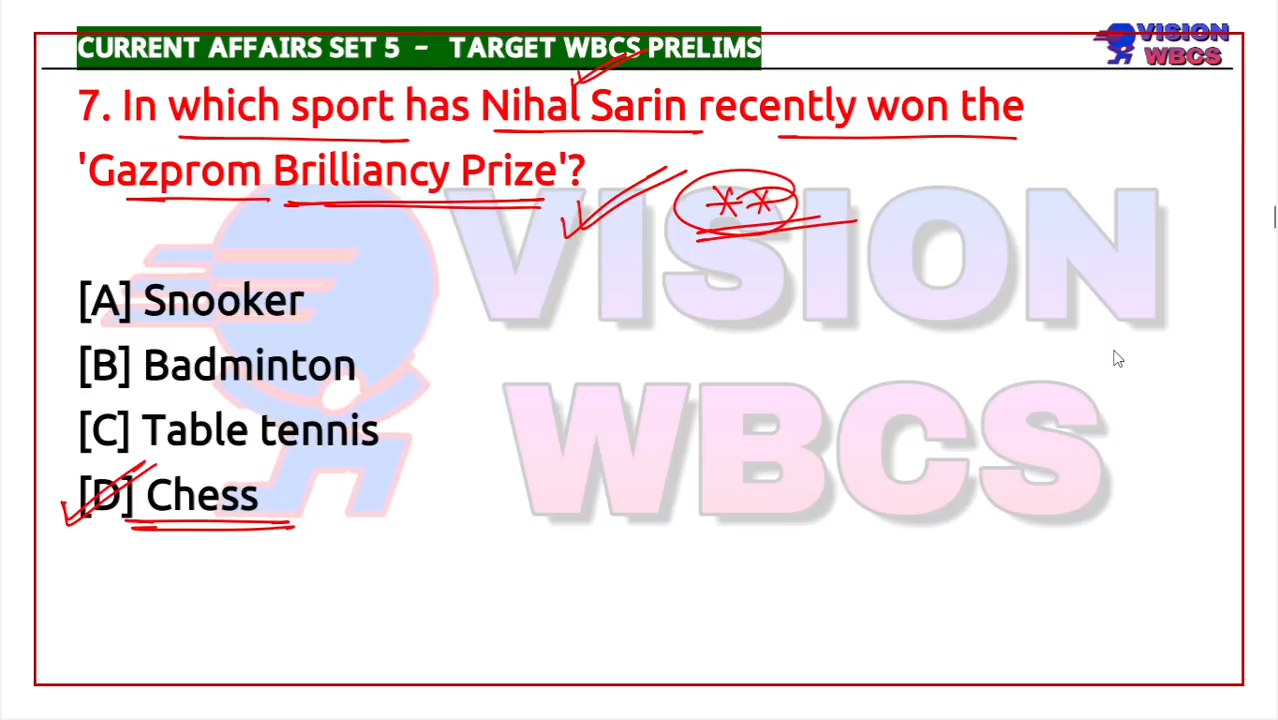 CURRENT AFFAIRS SET 5 - TARGET WBCS PRELIMS
VISION
WBCS
7. In which sport has Nihal Sarin recently won the
'Gazprom Brilliancy Prize'?
**
[A] Snooker
[B] Badminton
[C] Table tennis
[D] Chess
VISION
WBCS